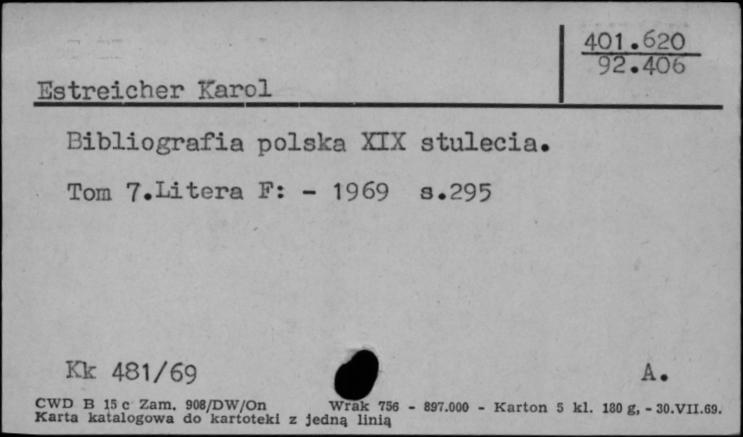 401.620
92.406
Estreicher Karol
Bibliografia polska XIX stulecia.
Tom 7.Litera F: - 1969 s.295
Kk 481/69 A.
CWD B 15 c Zam. 908/DW/On Wrak 756 - 897.000 - Karton 5 kl. 180 g, - 30.VII.69.
Karta katalogowa do kartoteki z jedną linią